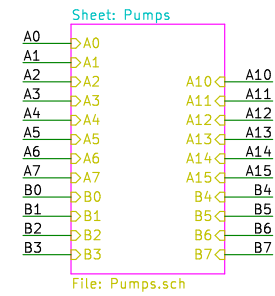 Sheet: Pumps
A0 A0
A1 A1
A2 A2 A10 A10
A3 A3 A11 A11
A4 A4 A12 A12
A5 A5 A13 A13
A6 A6 A14 A14
A7 A7 A15 A15
B0 B0 B4 B4
B1 B1 B5 B5
B2 B2 B6 B6
B3 B3 B7 B7
File: Pumps.sch